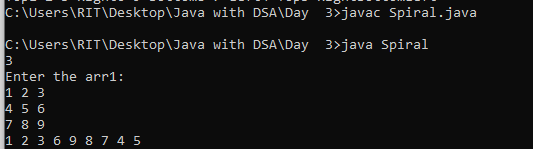 C:\Users\RIT\Desktop\Java with DSA\Day  3>javac Spiral.java
C:\Users\RIT\Desktop\Java with DSA\Day  3>java Spiral
3
Enter the arr1:
1 2 3
4 5 6
7 8 9
1 2 3 6 9 8 7 4 5